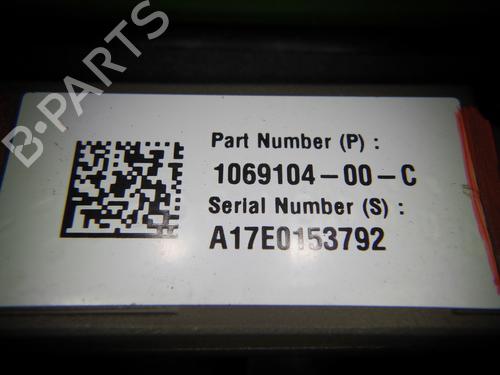 B-PARTS
Part Number (P) :
1069104-00-C
Serial Number (S) :
A17E0153792